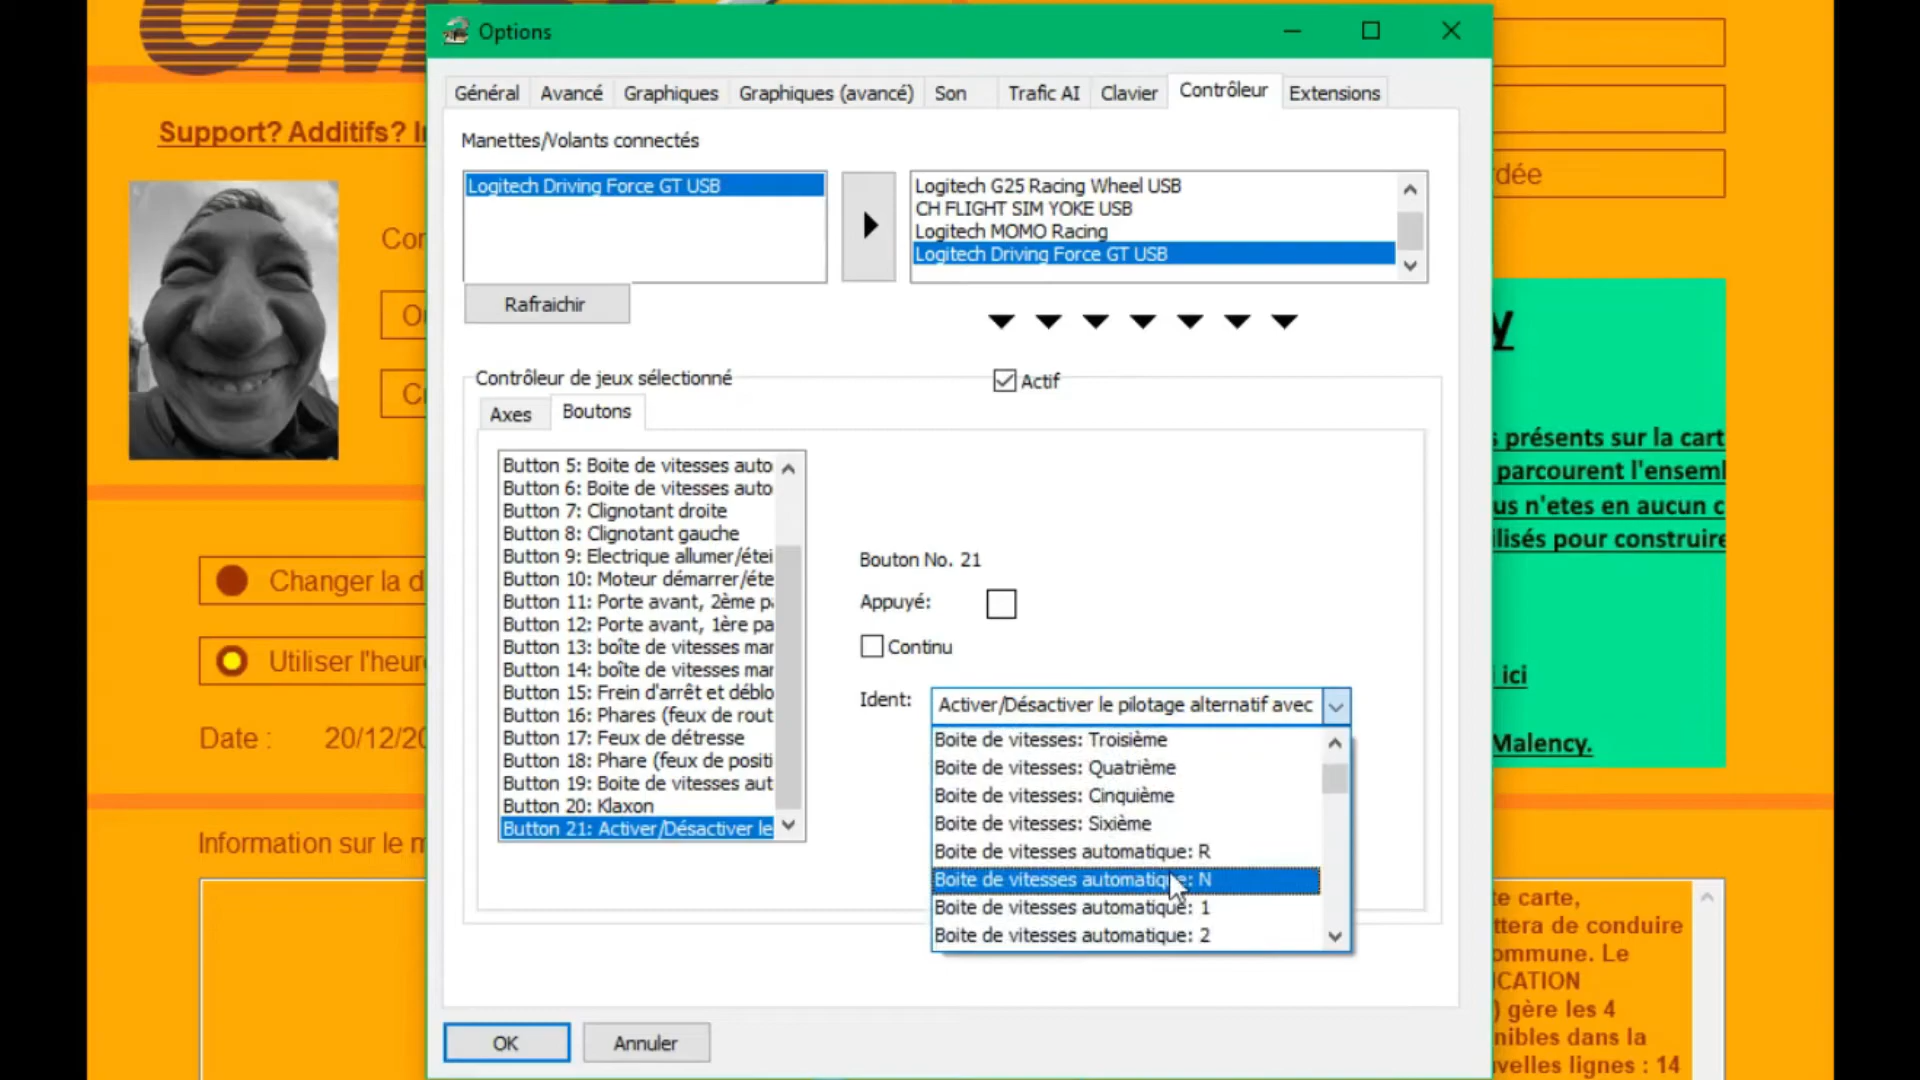 Options
Général
Avancé
Graphiques
Graphiques (avancé)
Son
Trafic AI
Clavier
Contrôleur
Extensions
Support? Additifs?
Manettes/Volants connectés
Logitech Driving Force GT USB
Logitech G25 Racing Wheel USB
CH FLIGHT SIM YOKE USB
Logitech MOMO Racing
Logitech Driving Force GT USB
Rafraichir
Contrôleur de jeux sélectionné
Actif
Axes
Boutons
Button 5: Boite de vitesses auto
Button 6: Boite de vitesses auto
Button 7: Clignotant droite
Button 8: Clignotant gauche
Button 9: Electrique allumer/étei
Button 10: Moteur démarrer/éte
Button 11: Porte avant, 2ème pa
Button 12: Porte avant, 1ère pa
Button 13: boîte de vitesses mar
Button 14: boîte de vitesses mar
Button 15: Frein d'arrêt et déblo
Button 16: Phares (feux de rout
Button 17: Feux de détresse
Button 18: Phare (feux de positi
Button 19: Boite de vitesses aut
Button 20: Klaxon
Button 21: Activer/Désactiver le
Bouton No. 21
Appuyé:
Continu
Ident:
Activer/Désactiver le pilotage alternatif avec
Boite de vitesses: Troisième
Boite de vitesses: Quatrième
Boite de vitesses: Cinquième
Boite de vitesses: Sixième
Boite de vitesses automatique: R
Boite de vitesses automatique: N
Boite de vitesses automatique: 1
Boite de vitesses automatique: 2
OK
Annuler
Changer la d
Utiliser l'heur
Date :
20/12/20
Information sur le m
dée
y
s présents sur la cart
parcourent l'ensem
us n'etes en aucun c
ilisés pour construire
ici
Malency.
te carte,
ttera de conduire
ommune. Le
ICATION
) gère les 4
nibles dans la
velles lignes : 14